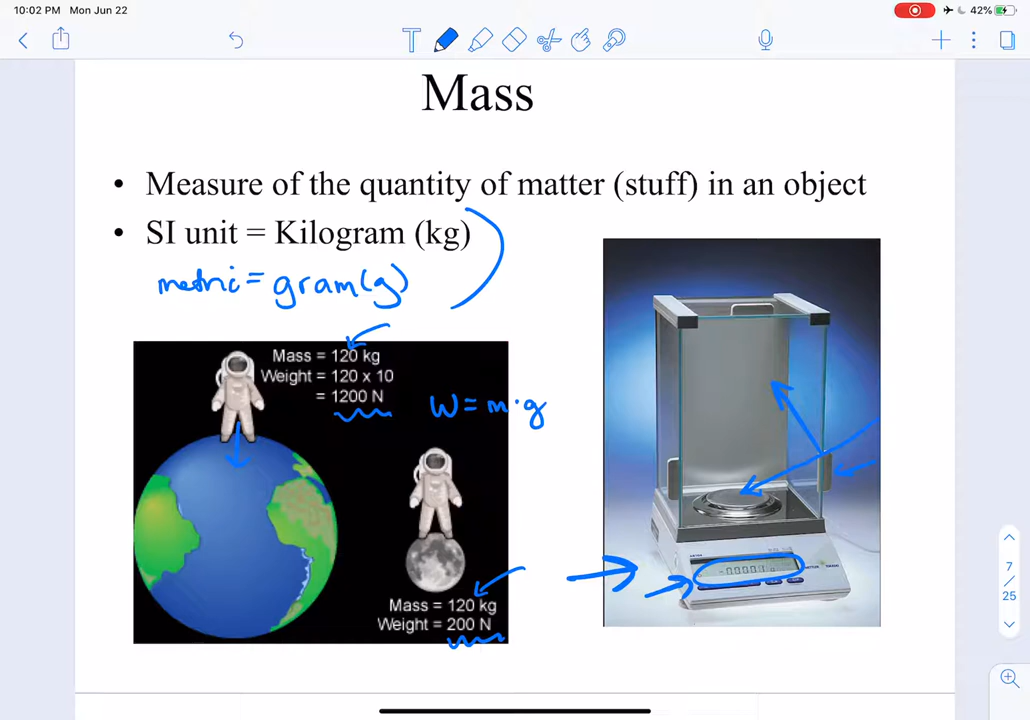 10:02 PM Mon Jun 22
42%
T
Mass
• Measure of the quantity of matter (stuff) in an object
• SI unit = Kilogram (kg)
metric = gram(g)
Mass = 120 kg
Weight = 120 x 10
= 1200 N
W = m·g
Mass = 120 kg
Weight = 200 N
-0.0001
7
/
25